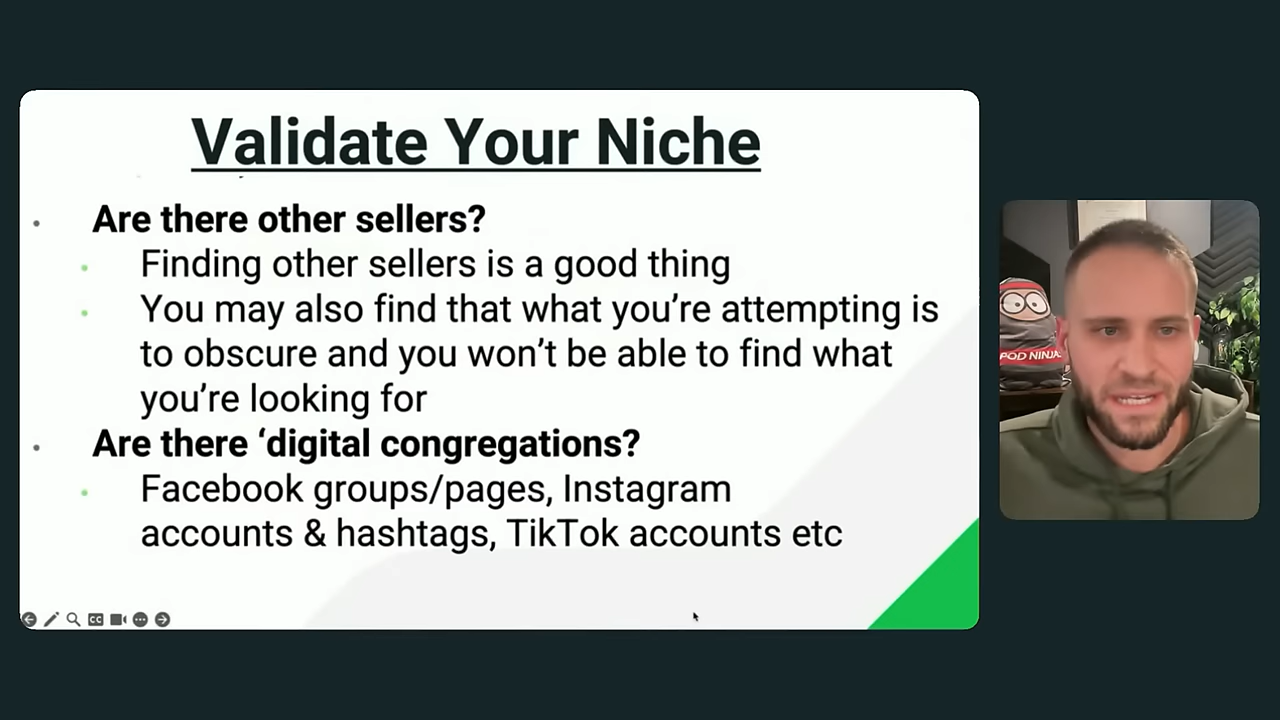 Validate Your Niche
Are there other sellers?
Finding other sellers is a good thing
You may also find that what you’re attempting is
to obscure and you won’t be able to find what
you’re looking for
Are there ‘digital congregations?
Facebook groups/pages, Instagram
accounts & hashtags, TikTok accounts etc
CC
POD NINJA